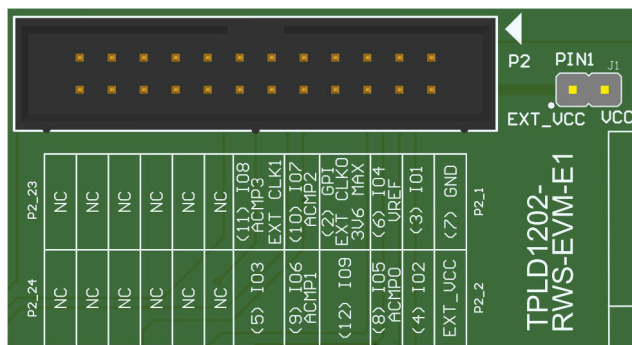 P2
PIN1
J1
EXT_VCC
VCC
P2_23
NC
NC
NC
NC
NC
(11) IO8
ACMP3
EXT CLK1
(10) IO7
ACMP2
(2) GPI
EXT CLK0
3V6 MAX
(6) IO4
VREF
(3) IO1
(7) GND
P2_1
P2_24
NC
NC
NC
NC
NC
(5) IO3
(9) IO6
ACMP1
(12) IO9
(8) IO5
ACMP0
(4) IO2
EXT_VCC
P2_2
TPLD1202-
RWS-EVM-E1